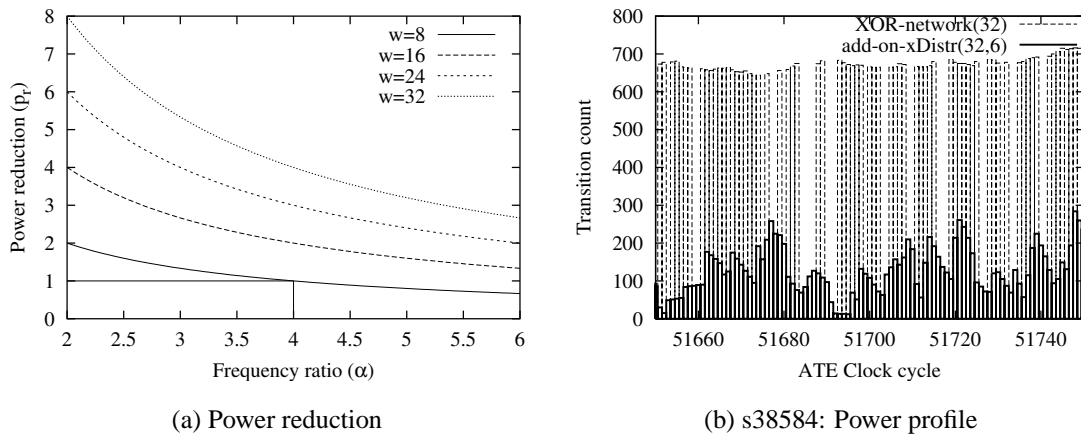 Power reduction (pr)
8
7
6
5
4
3
2
1
0
2 2.5 3 3.5 4 4.5 5 5.5 6
Frequency ratio (α)
w=8
w=16
w=24
w=32
(a) Power reduction
Transition count
800
700
600
500
400
300
200
100
0
51660 51680 51700 51720 51740
ATE Clock cycle
XOR-network(32)
add-on-xDistr(32,6)
(b) s38584: Power profile